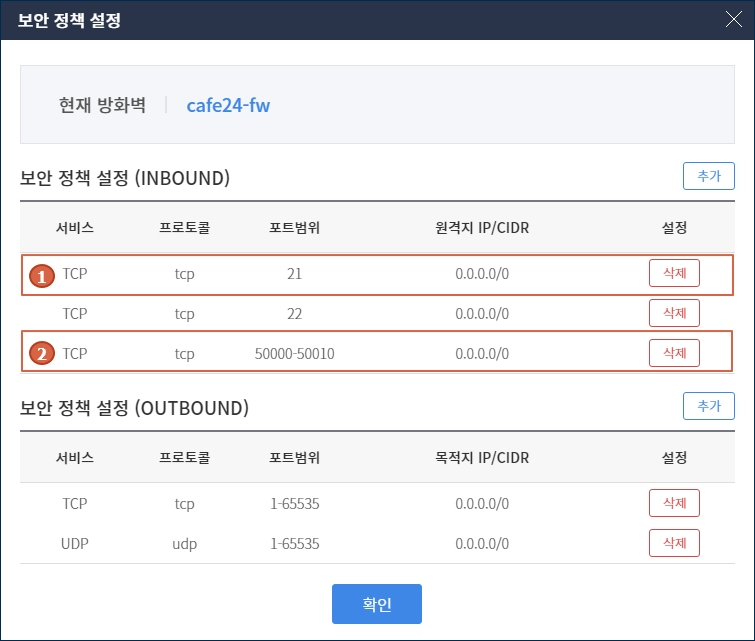 보안 정책 설정
현재 방화벽 cafe24-fw
보안 정책 설정 (INBOUND) 추가
서비스 프로토콜 포트범위 원격지 IP/CIDR 설정
1 TCP tcp 21 0.0.0.0/0 삭제
TCP tcp 22 0.0.0.0/0 삭제
2 TCP tcp 50000-50010 0.0.0.0/0 삭제
보안 정책 설정 (OUTBOUND) 추가
서비스 프로토콜 포트범위 목적지 IP/CIDR 설정
TCP tcp 1-65535 0.0.0.0/0 삭제
UDP udp 1-65535 0.0.0.0/0 삭제
확인